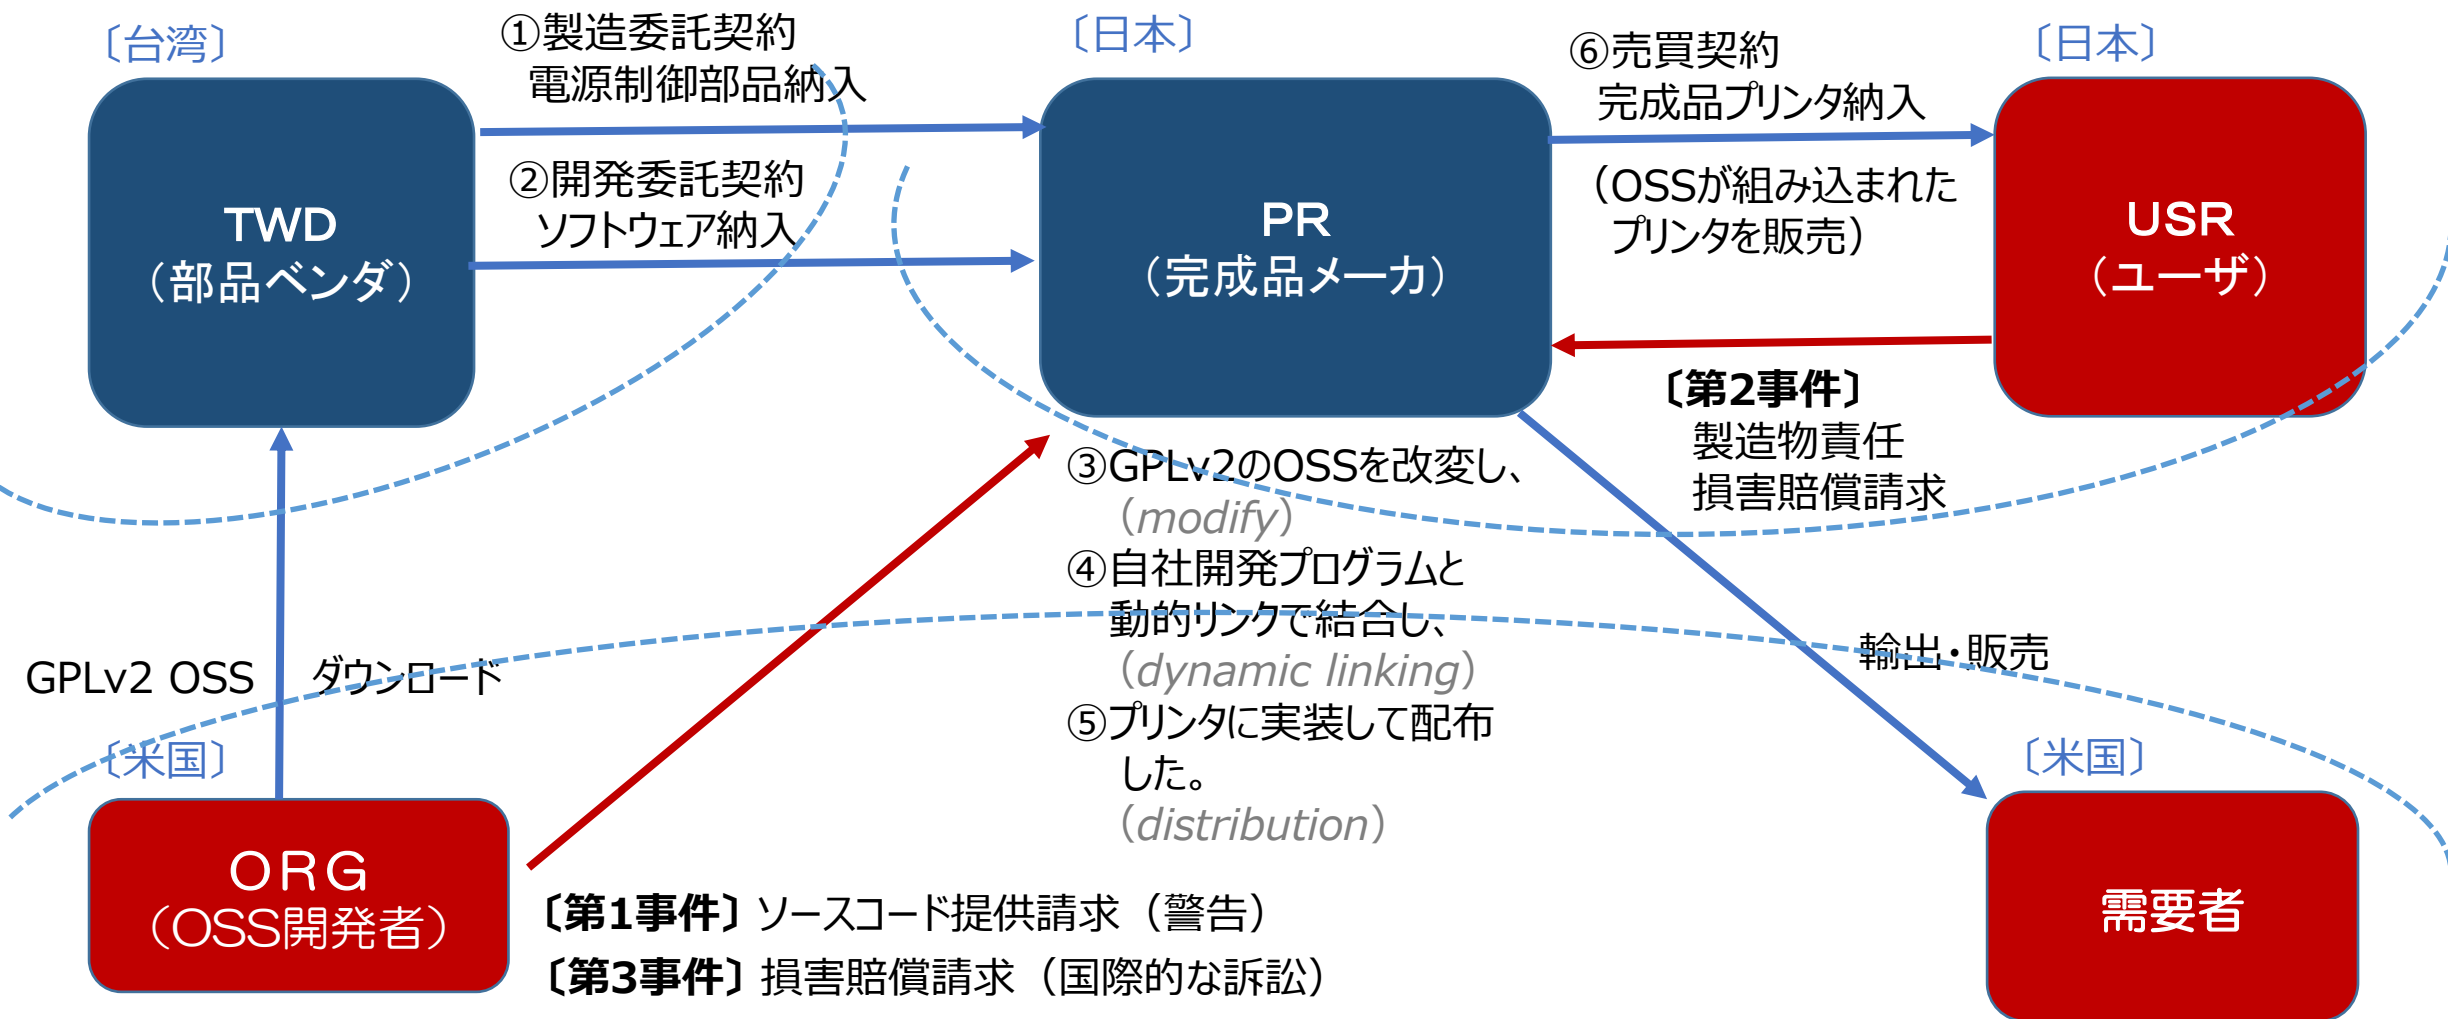 〔台湾〕
①製造委託契約
電源制御部品納入
〔日本〕
⑥売買契約
完成品プリンタ納入
〔日本〕
②開発委託契約
ソフトウェア納入
TWD
（部品ベンダ）
PR
（完成品メーカ）
（OSSが組み込まれた
プリンタを販売）
USR
（ユーザ）
〔第2事件〕
製造物責任
損害賠償請求
③GPLv2のOSSを改変し、
（modify）
④自社開発プログラムと
動的リンクで結合し、
（dynamic linking）
⑤プリンタに実装して配布
した。
（distribution）
GPLv2 OSS
ダウンロード
輸出・販売
〔米国〕
〔米国〕
ORG
（OSS開発者）
需要者
〔第1事件〕ソースコード提供請求（警告）
〔第3事件〕損害賠償請求（国際的な訴訟）